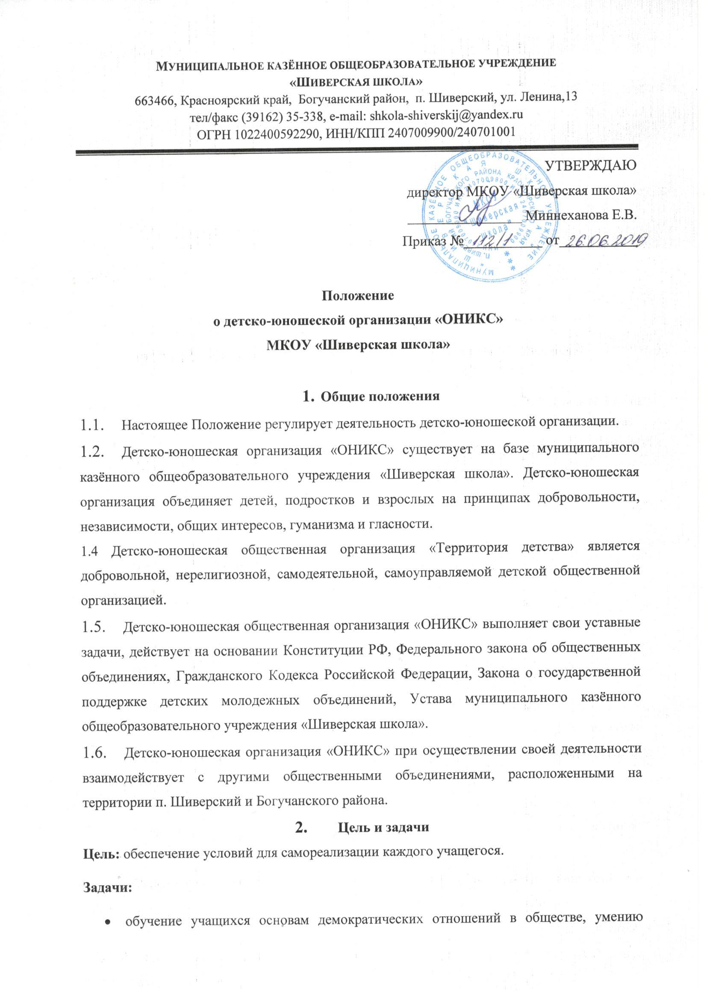 МУНИЦИПАЛЬНОЕ КАЗЁННОЕ ОБЩЕОБРАЗОВАТЕЛЬНОЕ УЧРЕЖДЕНИЕ
«ШИВЕРСКАЯ ШКОЛА»
663466, Красноярский край, Богучанский район, п. Шиверский, ул. Ленина,13
тел/факс (39162) 35-338, e-mail: shkola-shiverskij@yandex.ru
ОГРН 1022400592290, ИНН/КПП 2407009900/240701001
УТВЕРЖДАЮ
директор МКОУ «Шиверская школа»
Миннеханова Е.В.
Приказ № 112/1 от 26.06.2019
МУНИЦИПАЛЬНОЕ КАЗЁННОЕ ОБЩЕОБРАЗОВАТЕЛЬНОЕ УЧРЕЖДЕНИЕ
"ШИВЕРСКАЯ ШКОЛА"
МКОУ
"Шиверская
школа"
Положение
о детско-юношеской организации «ОНИКС»
МКОУ «Шиверская школа»
1. Общие положения
1.1. Настоящее Положение регулирует деятельность детско-юношеской организации.
1.2. Детско-юношеская организация «ОНИКС» существует на базе муниципального
казённого общеобразовательного учреждения «Шиверская школа». Детско-юношеская
организация объединяет детей, подростков и взрослых на принципах добровольности,
независимости, общих интересов, гуманизма и гласности.
1.4 Детско-юношеская общественная организация «Территория детства» является
добровольной, нерелигиозной, самодеятельной, самоуправляемой детской общественной
организацией.
1.5. Детско-юношеская общественная организация «ОНИКС» выполняет свои уставные
задачи, действует на основании Конституции РФ, Федерального закона об общественных
объединениях, Гражданского Кодекса Российской Федерации, Закона о государственной
поддержке детских молодежных объединений, Устава муниципального казённого
общеобразовательного учреждения «Шиверская школа».
1.6. Детско-юношеская организация «ОНИКС» при осуществлении своей деятельности
взаимодействует с другими общественными объединениями, расположенными на
территории п. Шиверский и Богучанского района.
2. Цель и задачи
Цель: обеспечение условий для самореализации каждого учащегося.
Задачи:
• обучение учащихся основам демократических отношений в обществе, умению